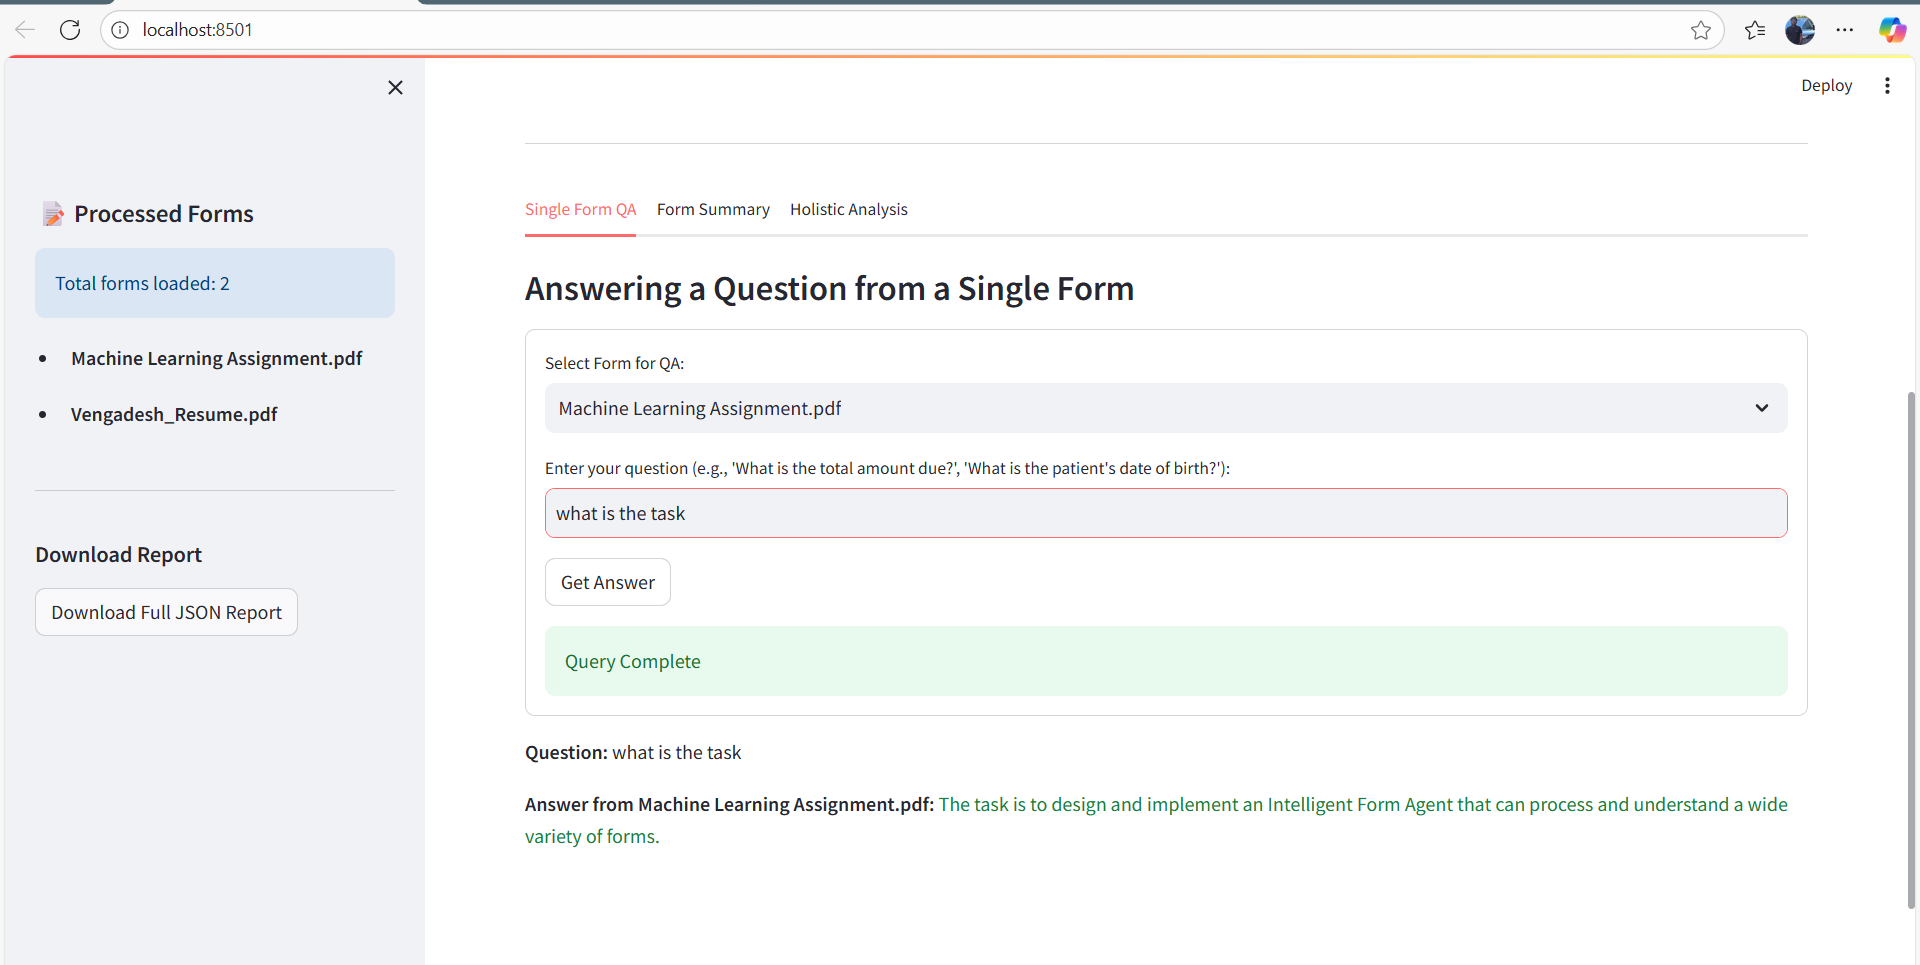 localhost:8501
Deploy
Processed Forms
Total forms loaded: 2
Machine Learning Assignment.pdf
Vengadesh_Resume.pdf
Download Report
Download Full JSON Report
Single Form QA Form Summary Holistic Analysis
Answering a Question from a Single Form
Select Form for QA:
Machine Learning Assignment.pdf
Enter your question (e.g., 'What is the total amount due?', 'What is the patient's date of birth?'):
what is the task
Get Answer
Query Complete
Question: what is the task
Answer from Machine Learning Assignment.pdf: The task is to design and implement an Intelligent Form Agent that can process and understand a wide
variety of forms.